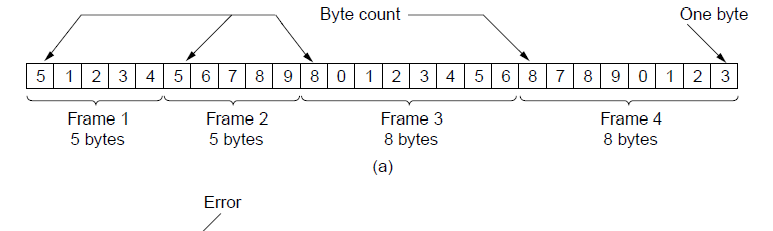 Byte count One byte
5 1 2 3 4 5 6 7 8 9 8 0 1 2 3 4 5 6 8 7 8 9 0 1 2 3
Frame 1 Frame 2 Frame 3 Frame 4
5 bytes 5 bytes 8 bytes 8 bytes
(a)
Error